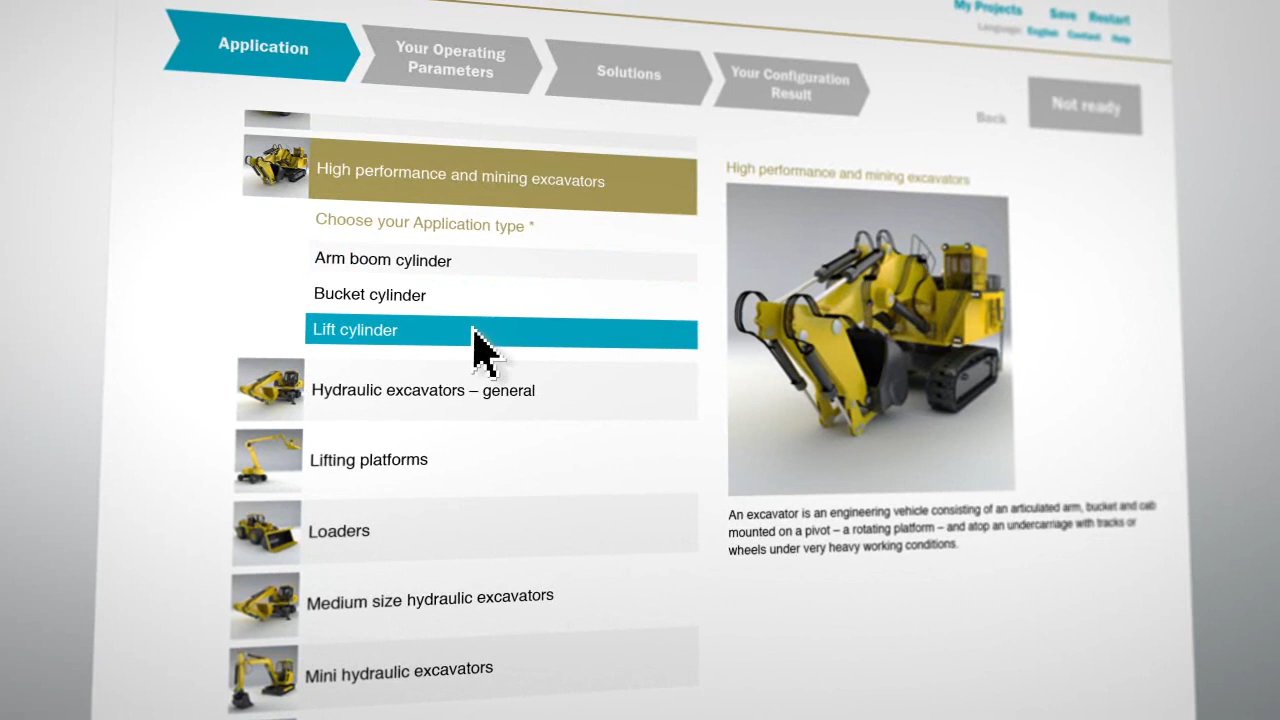 My Projects Save Restart
Language: English Contact Help
Application
Your Operating
Parameters
Solutions
Your Configuration
Result
Back
Not ready
High performance and mining excavators
Choose your Application type *
Arm boom cylinder
Bucket cylinder
Lift cylinder
Hydraulic excavators – general
Lifting platforms
Loaders
Medium size hydraulic excavators
Mini hydraulic excavators
High performance and mining excavators
An excavator is an engineering vehicle consisting of an articulated arm, bucket and cab
mounted on a pivot – a rotating platform – and atop an undercarriage with tracks or
wheels under very heavy working conditions.